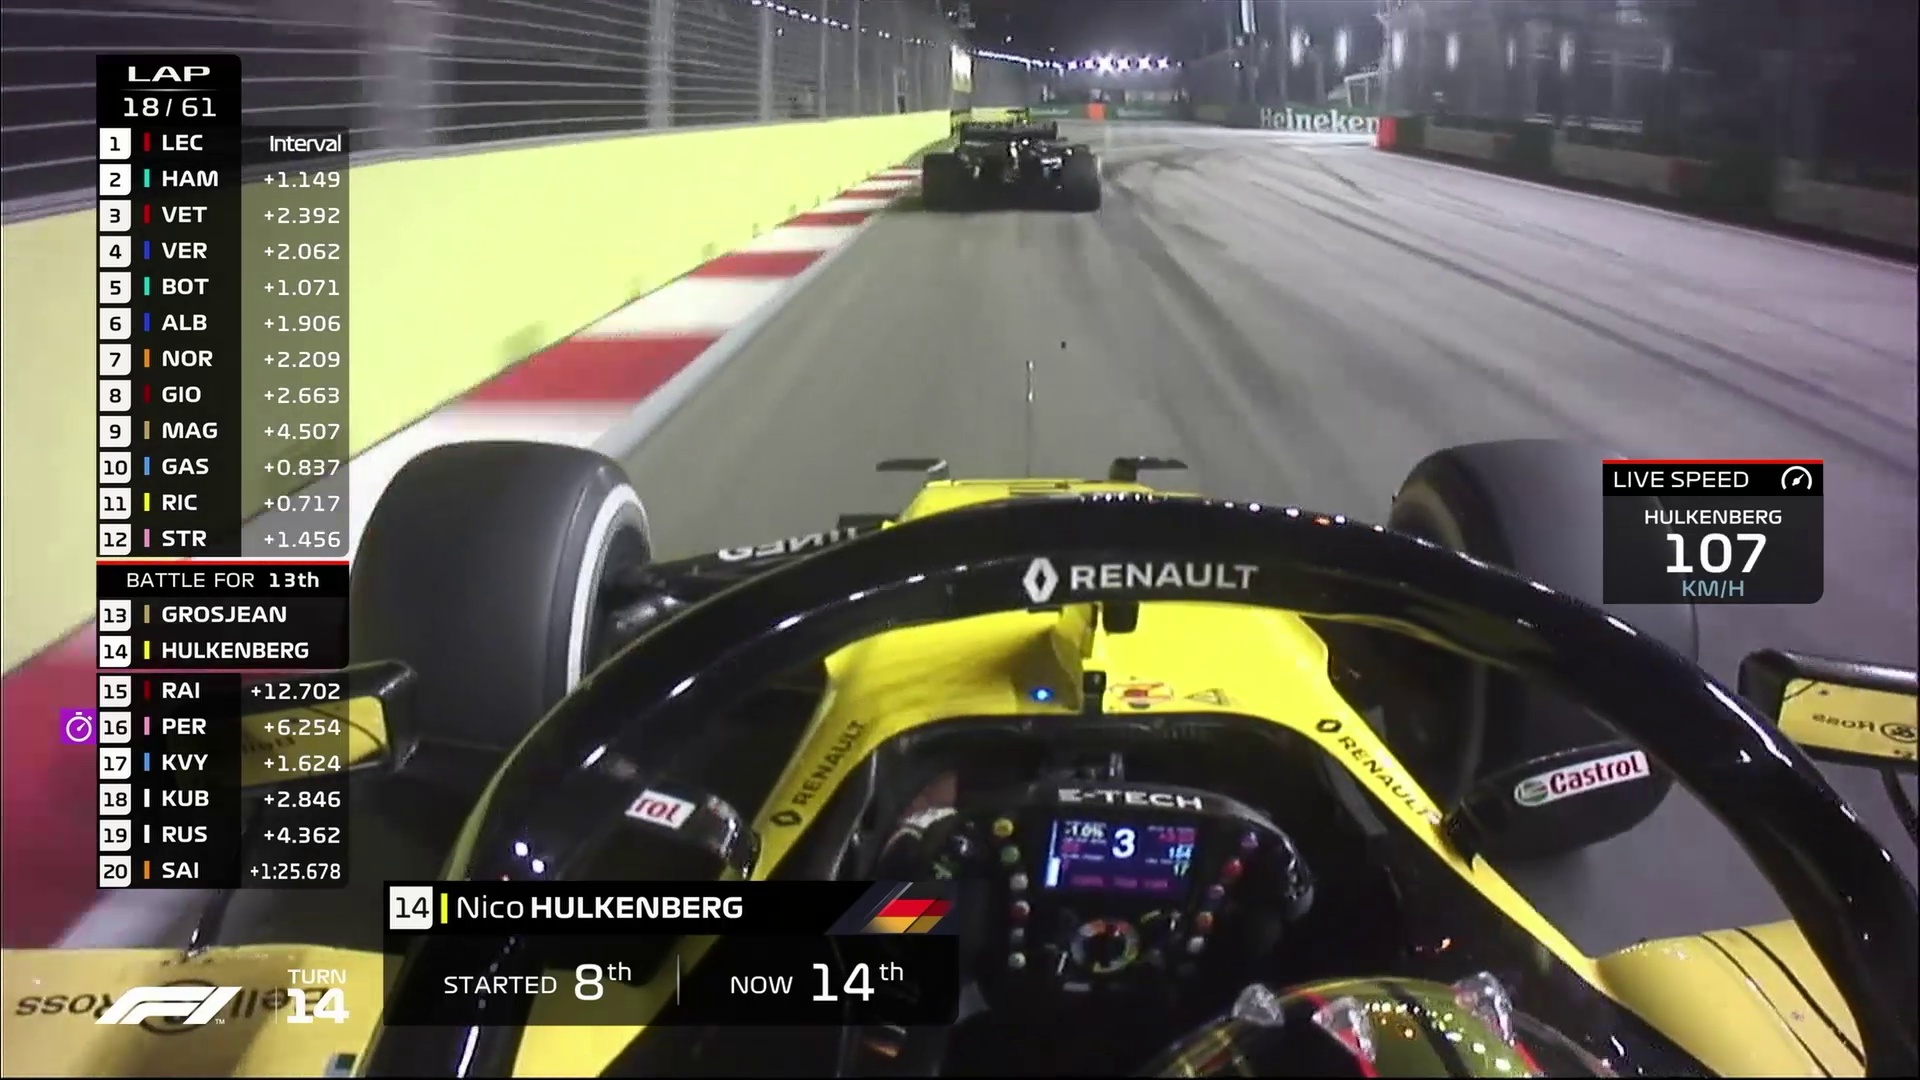 LAP
18 / 61
1 LEC Interval
2 HAM +1.149
3 VET +2.392
4 VER +2.062
5 BOT +1.071
6 ALB +1.906
7 NOR +2.209
8 GIO +2.663
9 MAG +4.507
10 GAS +0.837
11 RIC +0.717
12 STR +1.456
BATTLE FOR 13th
13 GROSJEAN
14 HULKENBERG
15 RAI +12.702
16 PER +6.254
17 KVY +1.624
18 KUB +2.846
19 RUS +4.362
20 SAI +1:25.678
Heineken
LIVE SPEED
HULKENBERG
107
KM/H
RENAULT
RENAULT
RENAULT
Castrol
rol
E-TECH
3
14 Nico HULKENBERG
STARTED 8th NOW 14th
F1
TURN
14